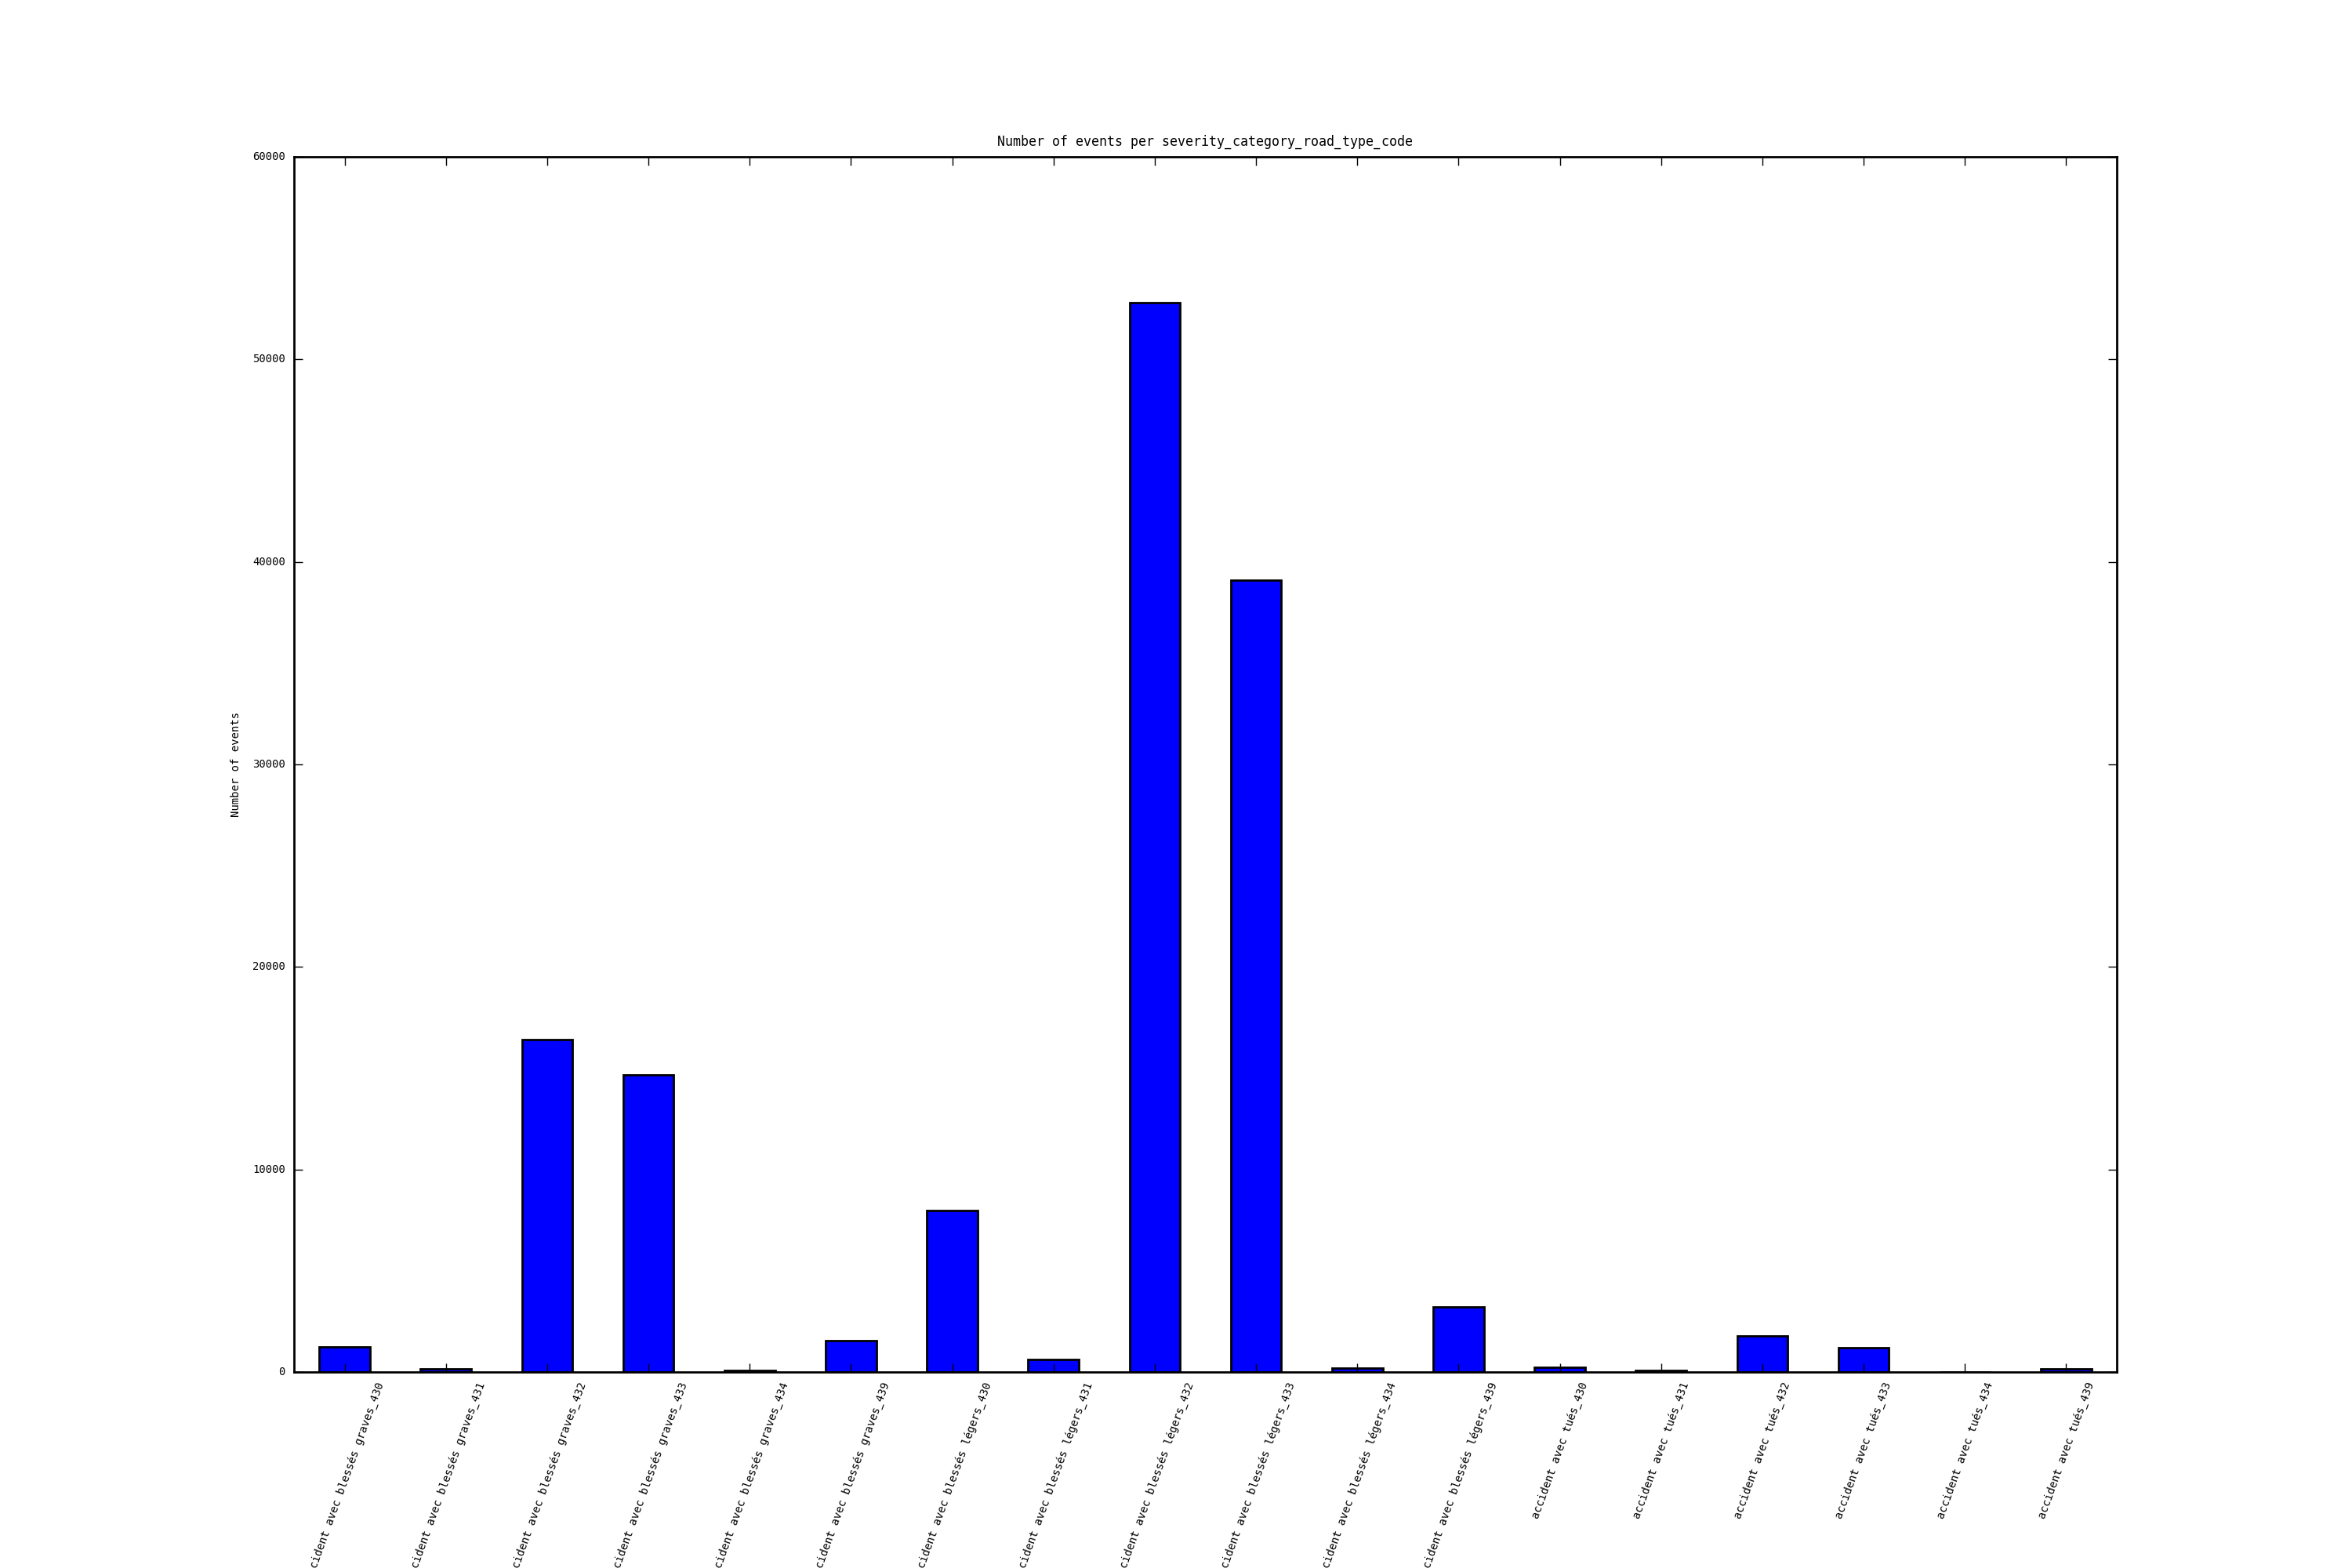 Number of events per severity_category_road_type_code
60000
50000
40000
30000
20000
10000
0
Number of events
cident avec blessés graves_430
cident avec blessés graves_431
cident avec blessés graves_432
cident avec blessés graves_433
cident avec blessés graves_434
cident avec blessés graves_439
cident avec blessés légers_430
cident avec blessés légers_431
cident avec blessés légers_432
cident avec blessés légers_433
cident avec blessés légers_434
cident avec blessés légers_439
accident avec tués_430
accident avec tués_431
accident avec tués_432
accident avec tués_433
accident avec tués_434
accident avec tués_439